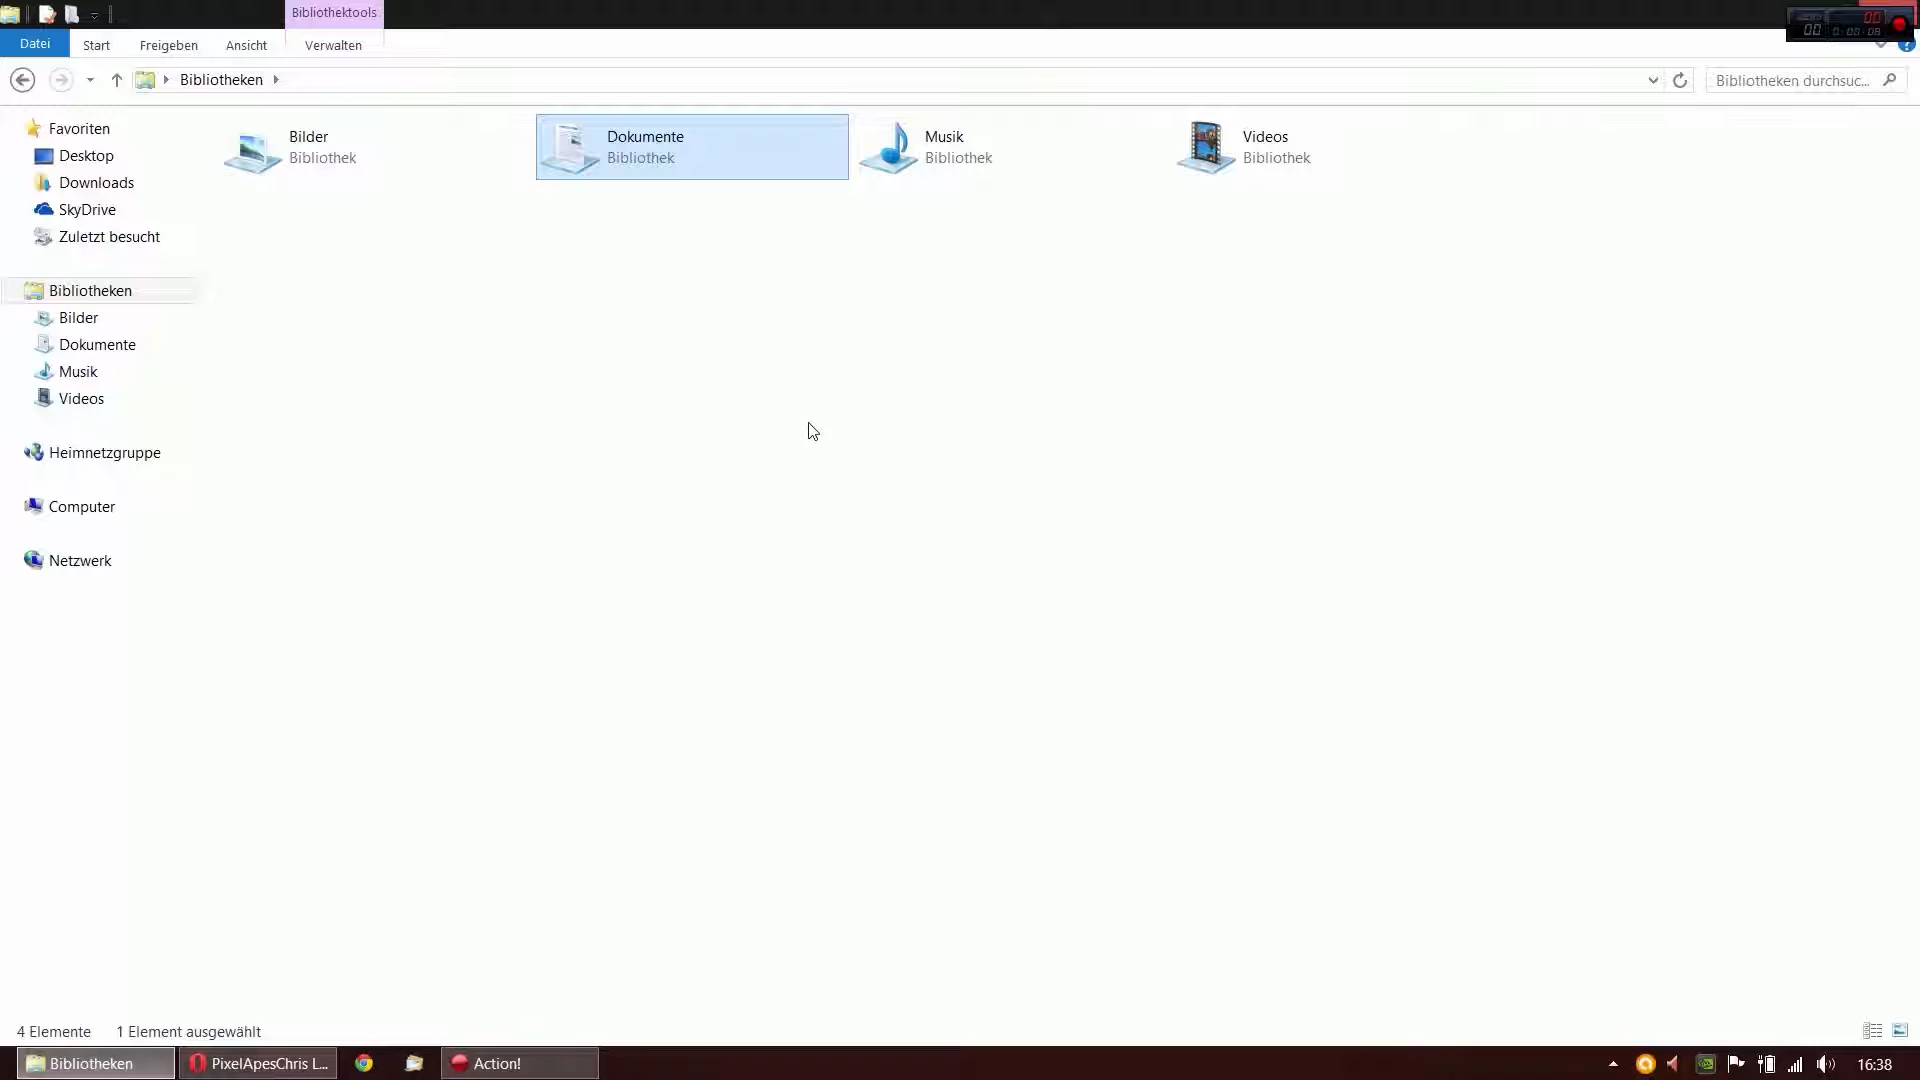 Bibliothektools
Datei
Start
Freigeben
Ansicht
Verwalten
Bibliotheken
Bibliotheken durchsuc...
Favoriten
Desktop
Downloads
SkyDrive
Zuletzt besucht
Bibliotheken
Bilder
Dokumente
Musik
Videos
Heimnetzgruppe
Computer
Netzwerk
Bilder
Bibliothek
Dokumente
Bibliothek
Musik
Bibliothek
Videos
Bibliothek
4 Elemente
1 Element ausgewählt
Bibliotheken
PixelApesChris L...
Action!
16:38